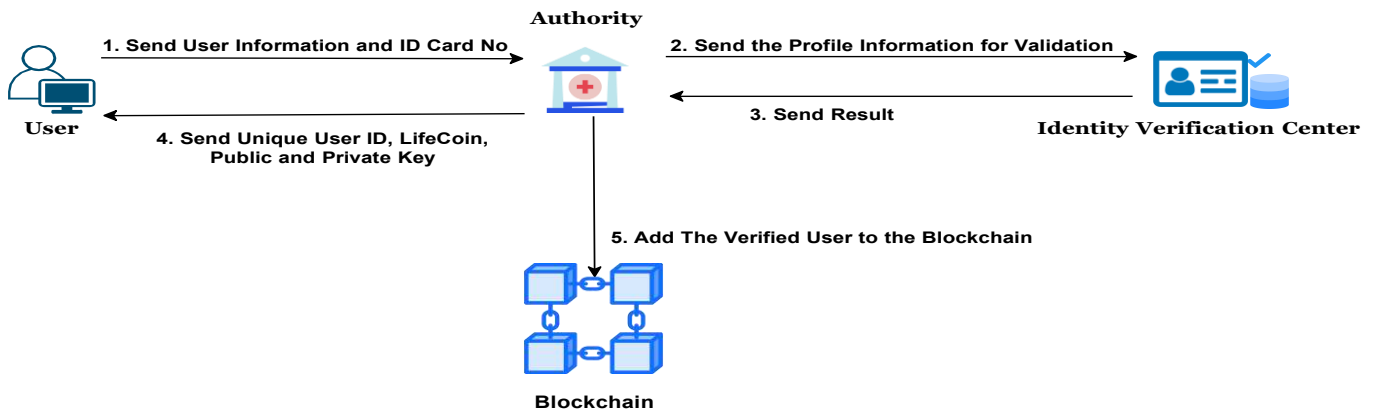 Authority
1. Send User Information and ID Card No
2. Send the Profile Information for Validation
User
3. Send Result
Identity Verification Center
4. Send Unique User ID, LifeCoin,
Public and Private Key
5. Add The Verified User to the Blockchain
Blockchain